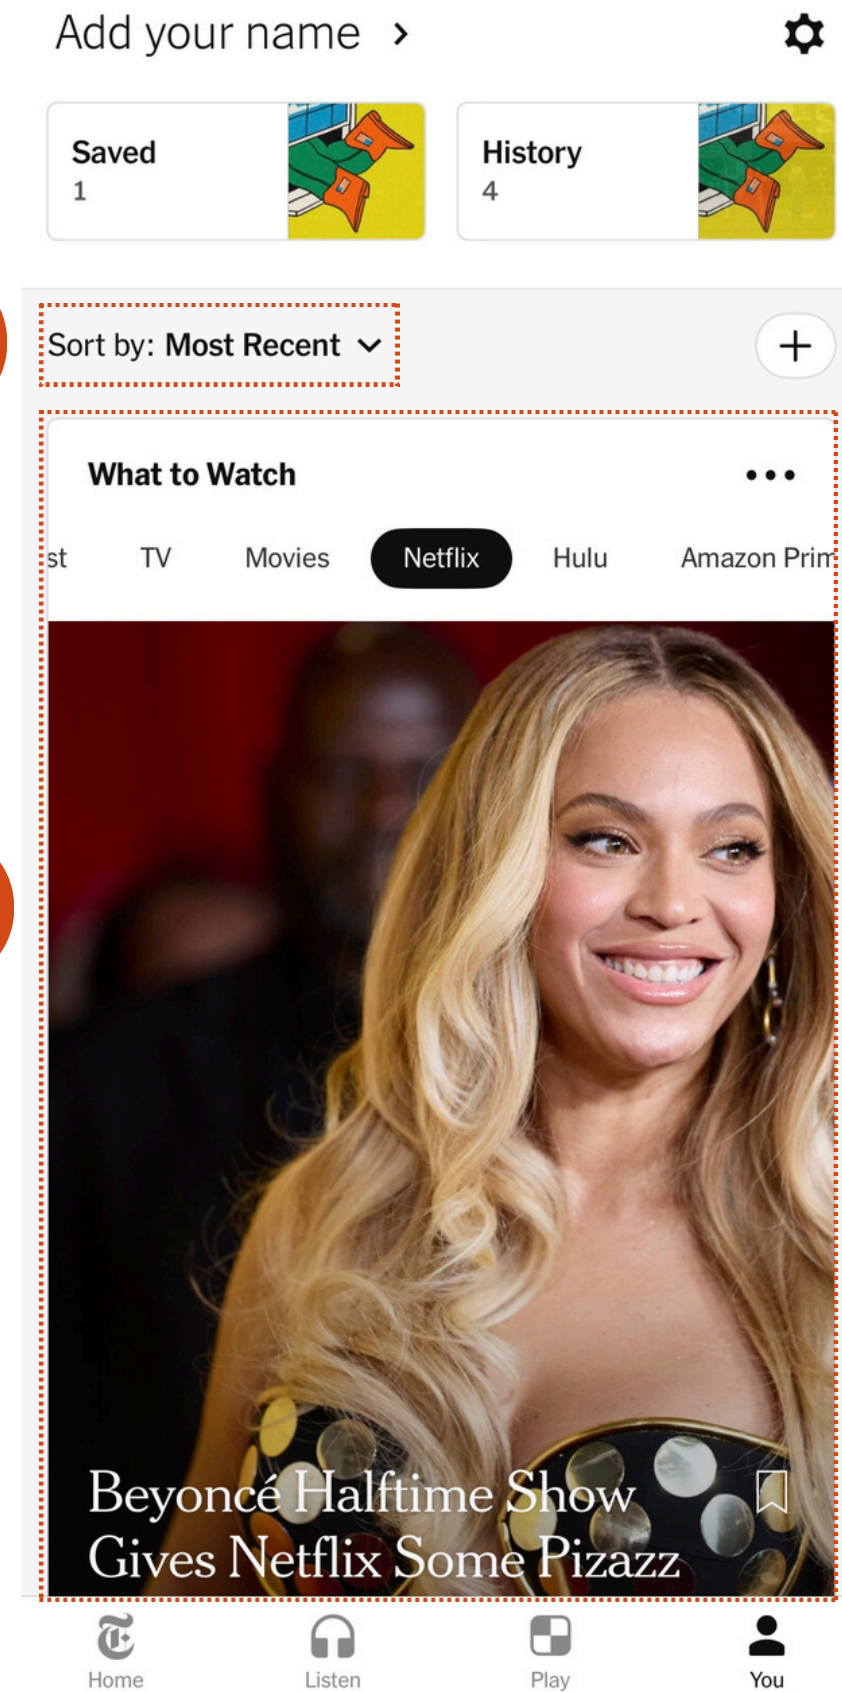 Add your name
Saved
1
History
4
Sort by: Most Recent
What to Watch
st TV Movies Netflix Hulu Amazon Prim
Beyoncé Halftime Show
Gives Netflix Some Pizazz
Home Listen Play You